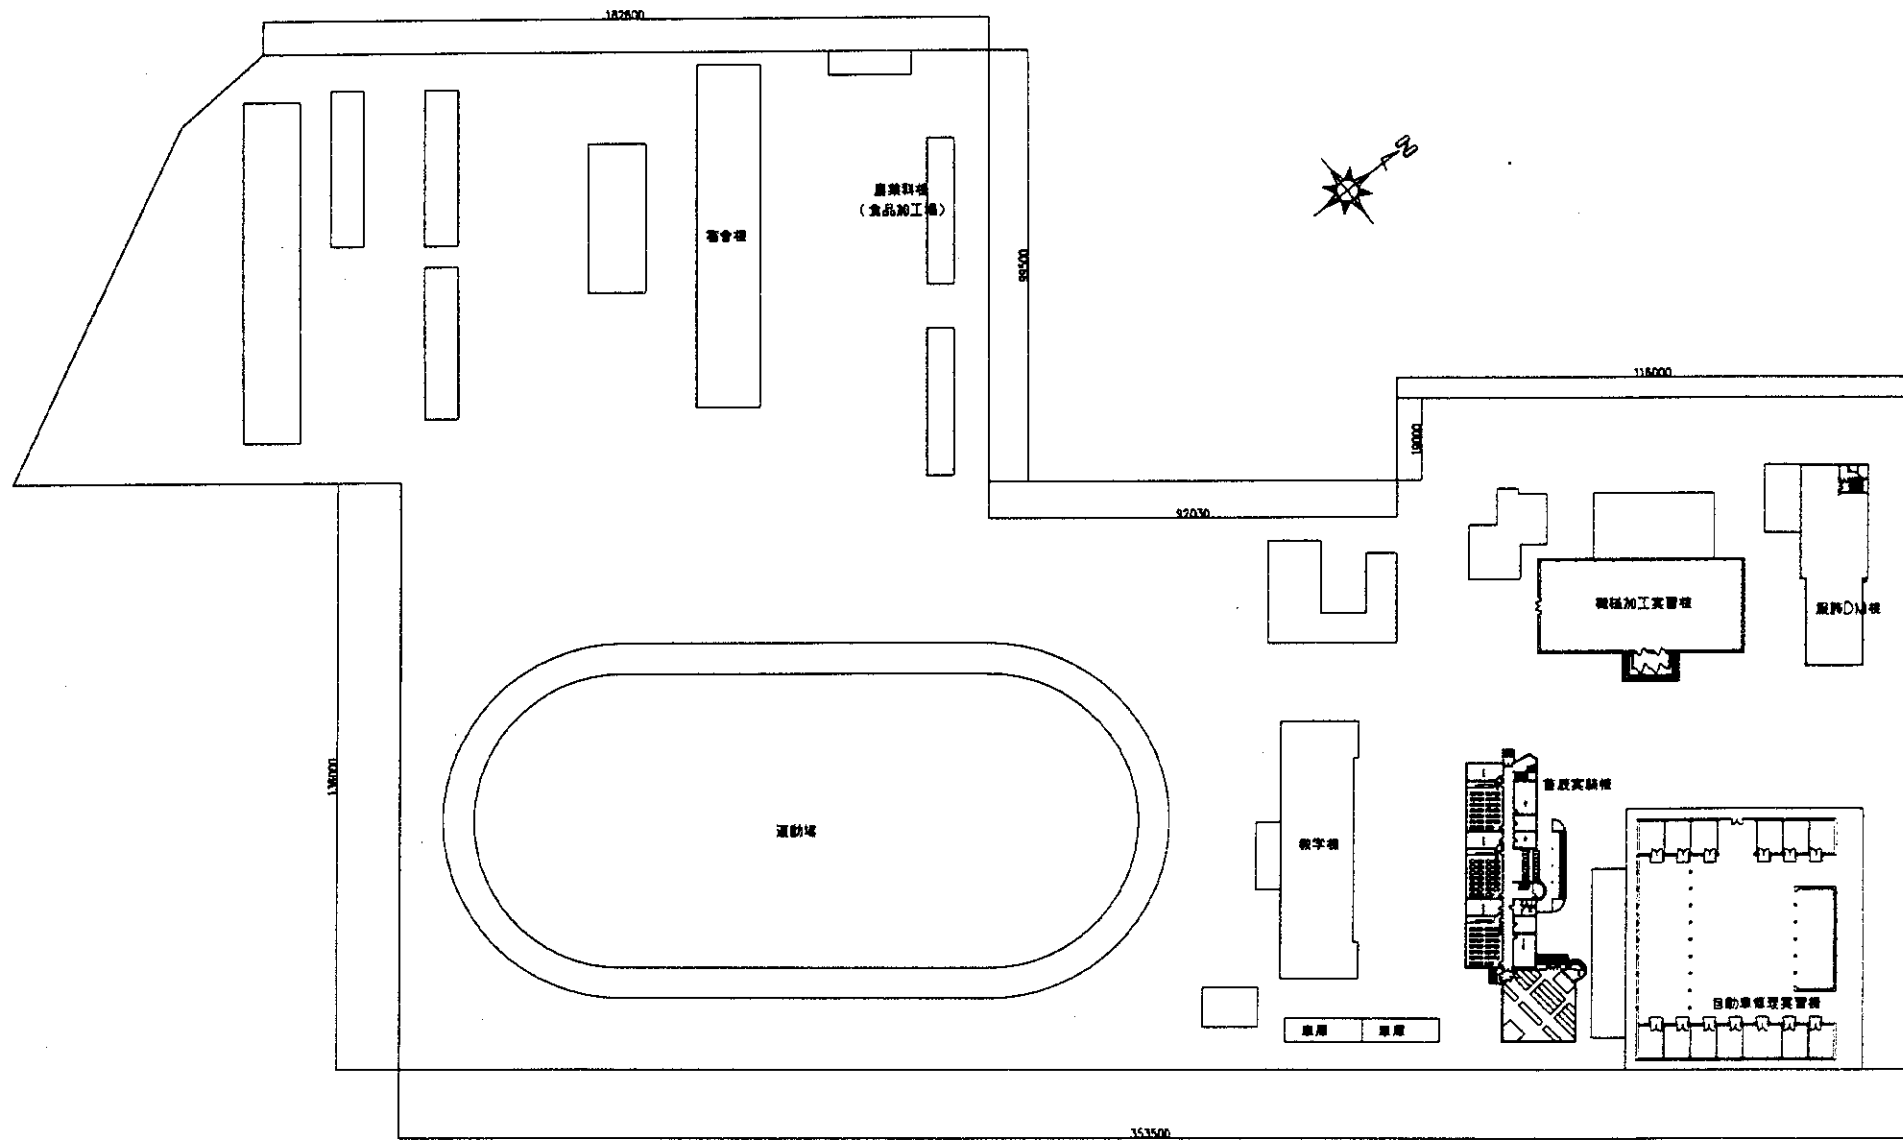 182600
N
農業科棟
(食品加工場)
宿舎棟
99500
116000
19000
92030
機械加工実習棟
136000
運動場
教学棟
自動車修理実習棟
車庫
車庫
353500